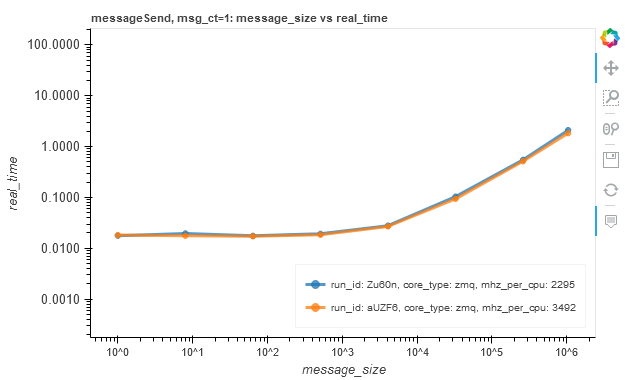 messageSend, msg_ct=1: message_size vs real_time
100.0000
10.0000
1.0000
0.1000
0.0100
0.0010
real_time
run_id: Zu60n, core_type: zmq, mhz_per_cpu: 2295
run_id: aUZF6, core_type: zmq, mhz_per_cpu: 3492
10^0 10^1 10^2 10^3 10^4 10^5 10^6
message_size